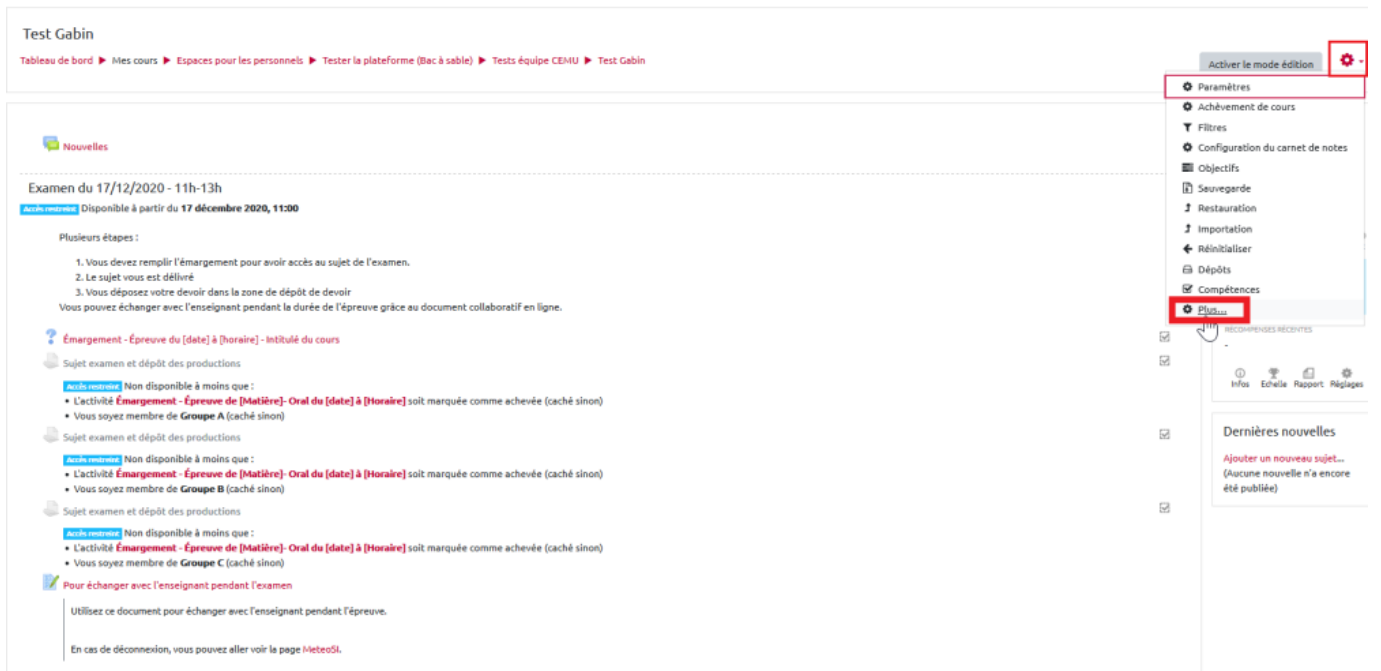 Test Gabin
Tableau de bord ▶ Mes cours ▶ Espaces pour les personnels ▶ Tester la plateforme (Bac à sable) ▶ Tests équipe CEMU ▶ Test Gabin
Activer le mode édition
Paramètres
Achèvement de cours
Filtres
Configuration du carnet de notes
Objectifs
Sauvegarde
Restauration
Importation
Réinitialiser
Dépôts
Compétences
Plus...
Nouvelles
Examen du 17/12/2020 - 11h-13h
Accès restreint Disponible à partir du 17 décembre 2020, 11:00
Plusieurs étapes :
1. Vous devez remplir l'émargement pour avoir accès au sujet de l'examen.
2. Le sujet vous est délivré
3. Vous déposez votre devoir dans la zone de dépôt de devoir
Vous pouvez échanger avec l'enseignant pendant la durée de l'épreuve grâce au document collaboratif en ligne.
Émargement - Épreuve du [date] à [horaire] - Intitulé du cours
Sujet examen et dépôt des productions
Accès restreint Non disponible à moins que :
• L'activité Émargement - Épreuve de [Matière]- Oral du [date] à [Horaire] soit marquée comme achevée (caché sinon)
• Vous soyez membre de Groupe A (caché sinon)
Sujet examen et dépôt des productions
Accès restreint Non disponible à moins que :
• L'activité Émargement - Épreuve de [Matière]- Oral du [date] à [Horaire] soit marquée comme achevée (caché sinon)
• Vous soyez membre de Groupe B (caché sinon)
Sujet examen et dépôt des productions
Accès restreint Non disponible à moins que :
• L'activité Émargement - Épreuve de [Matière]- Oral du [date] à [Horaire] soit marquée comme achevée (caché sinon)
• Vous soyez membre de Groupe C (caché sinon)
Pour échanger avec l'enseignant pendant l'examen
Utilisez ce document pour échanger avec l'enseignant pendant l'épreuve.
En cas de déconnexion, vous pouvez aller voir la page MeteoSI.
RÉCOMPENSES RÉCENTES
-
Infos Echelle Rapport Réglages
Dernières nouvelles
Ajouter un nouveau sujet...
(Aucune nouvelle n'a encore
été publiée)